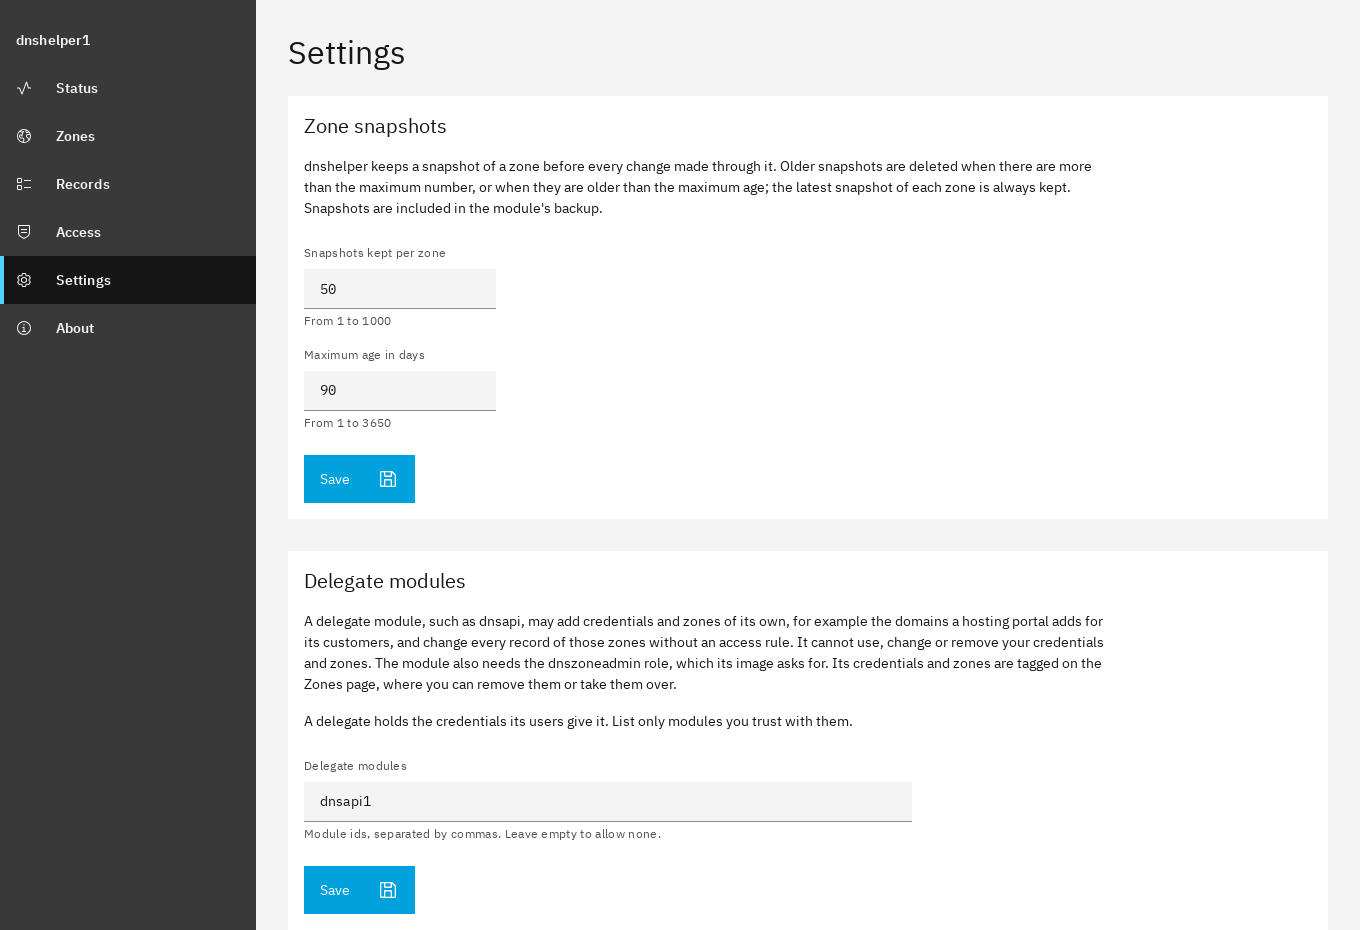 dnshelper1
Status
Zones
Records
Access
Settings
About
Settings
Zone snapshots
dnshelper keeps a snapshot of a zone before every change made through it. Older snapshots are deleted when there are more
than the maximum number, or when they are older than the maximum age; the latest snapshot of each zone is always kept.
Snapshots are included in the module's backup.
Snapshots kept per zone
50
From 1 to 1000
Maximum age in days
90
From 1 to 3650
Save
Delegate modules
A delegate module, such as dnsapi, may add credentials and zones of its own, for example the domains a hosting portal adds for
its customers, and change every record of those zones without an access rule. It cannot use, change or remove your credentials
and zones. The module also needs the dnszoneadmin role, which its image asks for. Its credentials and zones are tagged on the
Zones page, where you can remove them or take them over.
A delegate holds the credentials its users give it. List only modules you trust with them.
Delegate modules
dnsapi1
Module ids, separated by commas. Leave empty to allow none.
Save